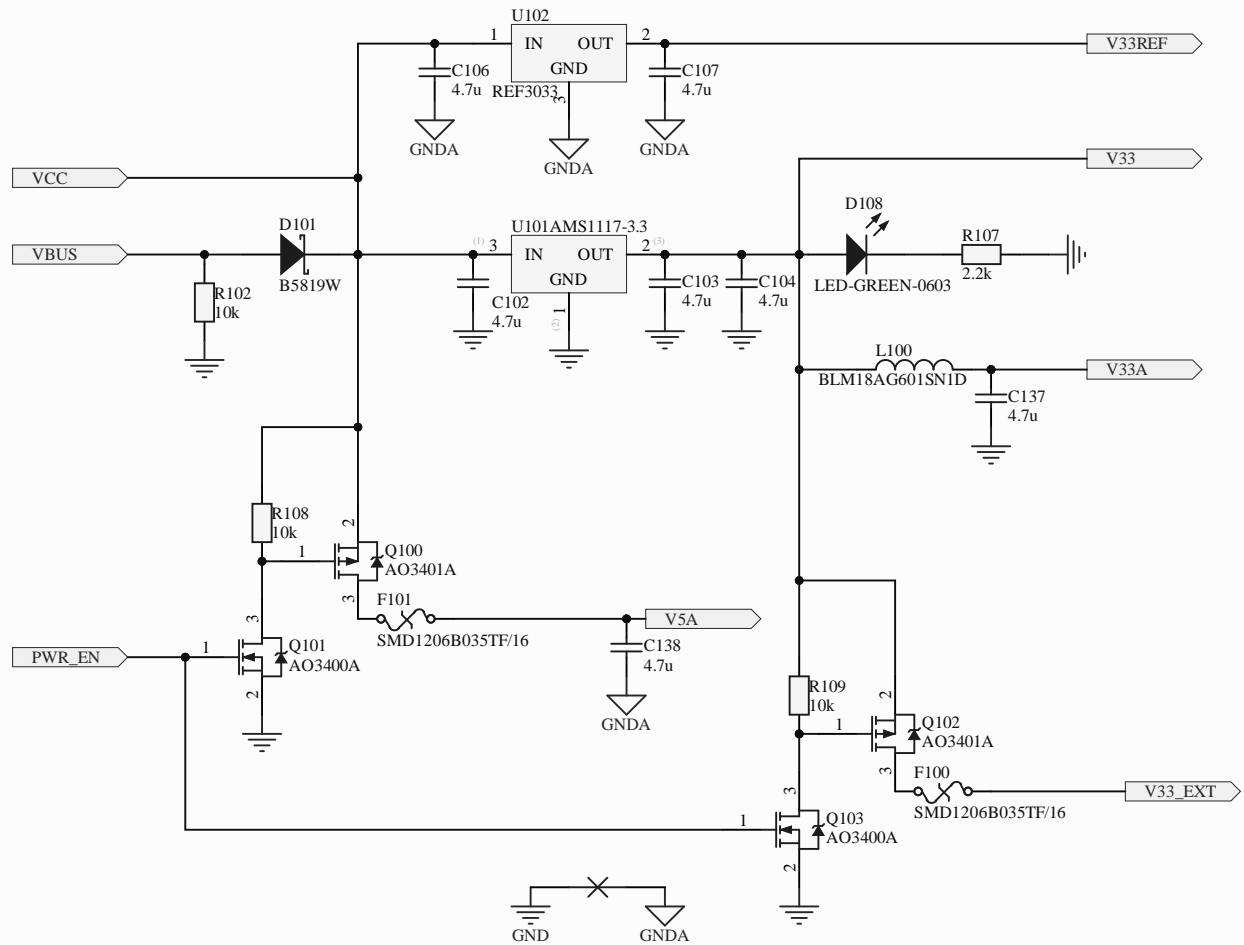 U102
1
IN
OUT
2
V33REF
GND
C106
4.7u
REF3033
3
C107
4.7u
GNDA
GNDA
GNDA
VCC
V33
D101
U101AMS1117-3.3
D108
VBUS
(1)
3
IN
OUT
2
(3)
R107
B5819W
GND
2.2k
LED-GREEN-0603
R102
10k
C102
4.7u
(2)
1
C103
4.7u
C104
4.7u
L100
V33A
BLM18AG601SN1D
C137
4.7u
R108
10k
2
1
Q100
AO3401A
3
F101
V5A
SMD1206B035TF/16
3
PWR_EN
1
Q101
AO3400A
2
C138
4.7u
GNDA
R109
10k
2
1
Q102
AO3401A
3
F100
V33_EXT
SMD1206B035TF/16
3
1
Q103
AO3400A
2
GND
GNDA